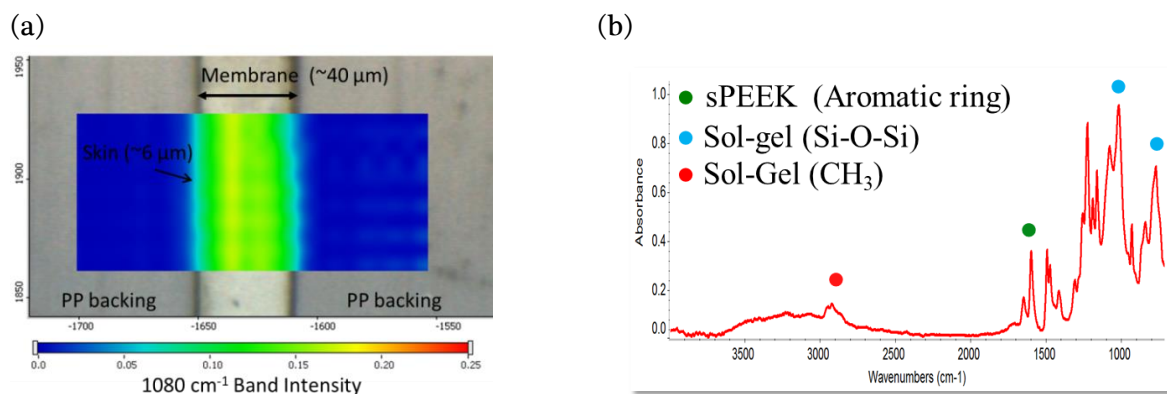 (a)
Membrane (~40 µm)
Skin (~6 µm)
PP backing
PP backing
1950
1900
1850
-1700
-1650
-1600
-1550
0.00
0.05
0.10
0.15
0.20
0.25
1080 cm⁻¹ Band Intensity
(b)
sPEEK (Aromatic ring)
Sol-gel (Si-O-Si)
Sol-Gel (CH₃)
Absorbance
1.0
0.8
0.6
0.4
0.2
0.0
3500
3000
2500
2000
1500
1000
Wavenumbers (cm-1)